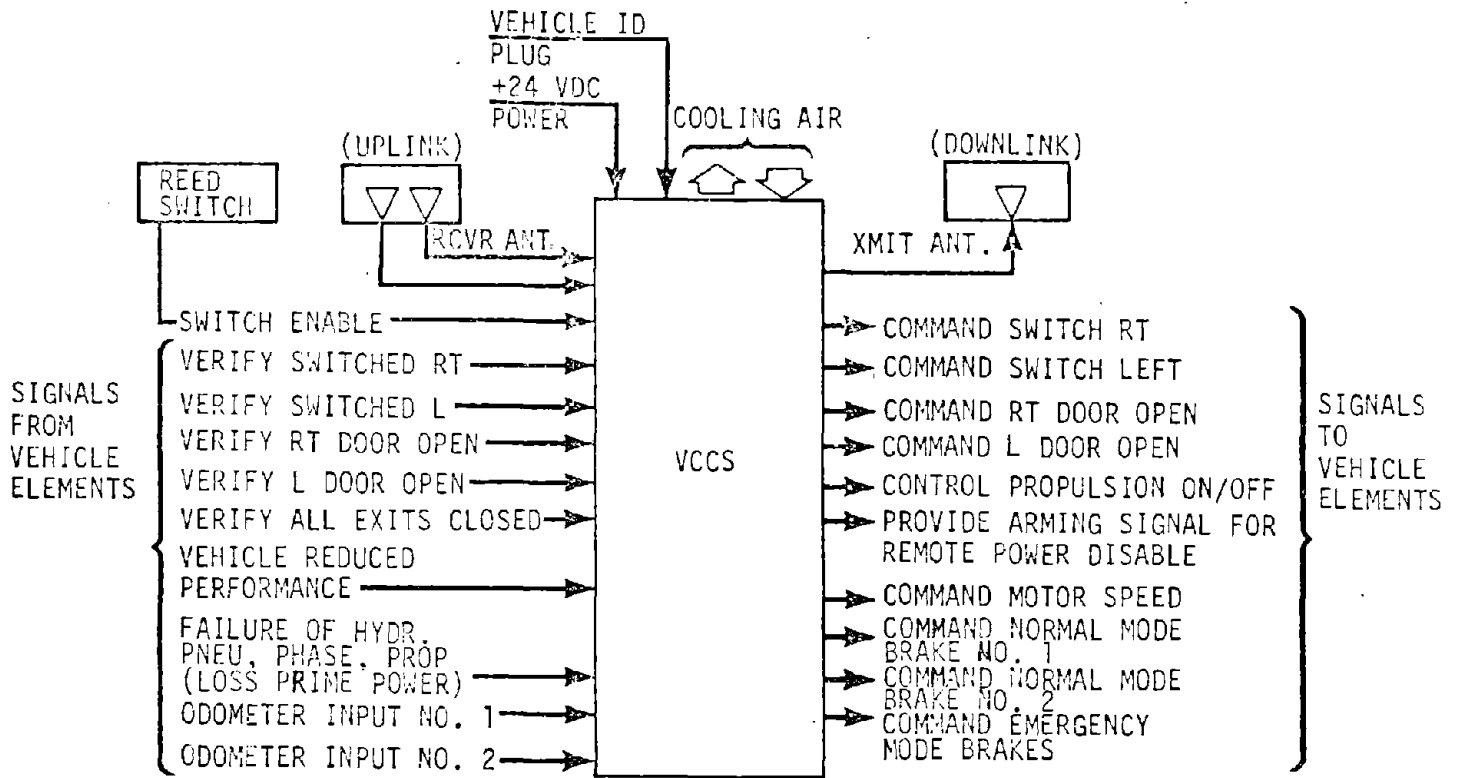 VEHICLE ID
PLUG
+24 VDC
POWER
COOLING AIR
(UPLINK)
(DOWNLINK)
REED
SWITCH
RCVR ANT.
XMIT ANT.
SIGNALS
FROM
VEHICLE
ELEMENTS
SWITCH ENABLE
VERIFY SWITCHED RT
VERIFY SWITCHED L
VERIFY RT DOOR OPEN
VERIFY L DOOR OPEN
VERIFY ALL EXITS CLOSED
VEHICLE REDUCED
PERFORMANCE
FAILURE OF HYDR.
PNEU, PHASE, PROP
(LOSS PRIME POWER)
ODOMETER INPUT NO. 1
ODOMETER INPUT NO. 2
VCCS
COMMAND SWITCH RT
COMMAND SWITCH LEFT
COMMAND RT DOOR OPEN
COMMAND L DOOR OPEN
CONTROL PROPULSION ON/OFF
PROVIDE ARMING SIGNAL FOR
REMOTE POWER DISABLE
COMMAND MOTOR SPEED
COMMAND NORMAL MODE
BRAKE NO. 1
COMMAND NORMAL MODE
BRAKE NO. 2
COMMAND EMERGENCY
MODE BRAKES
SIGNALS
TO
VEHICLE
ELEMENTS